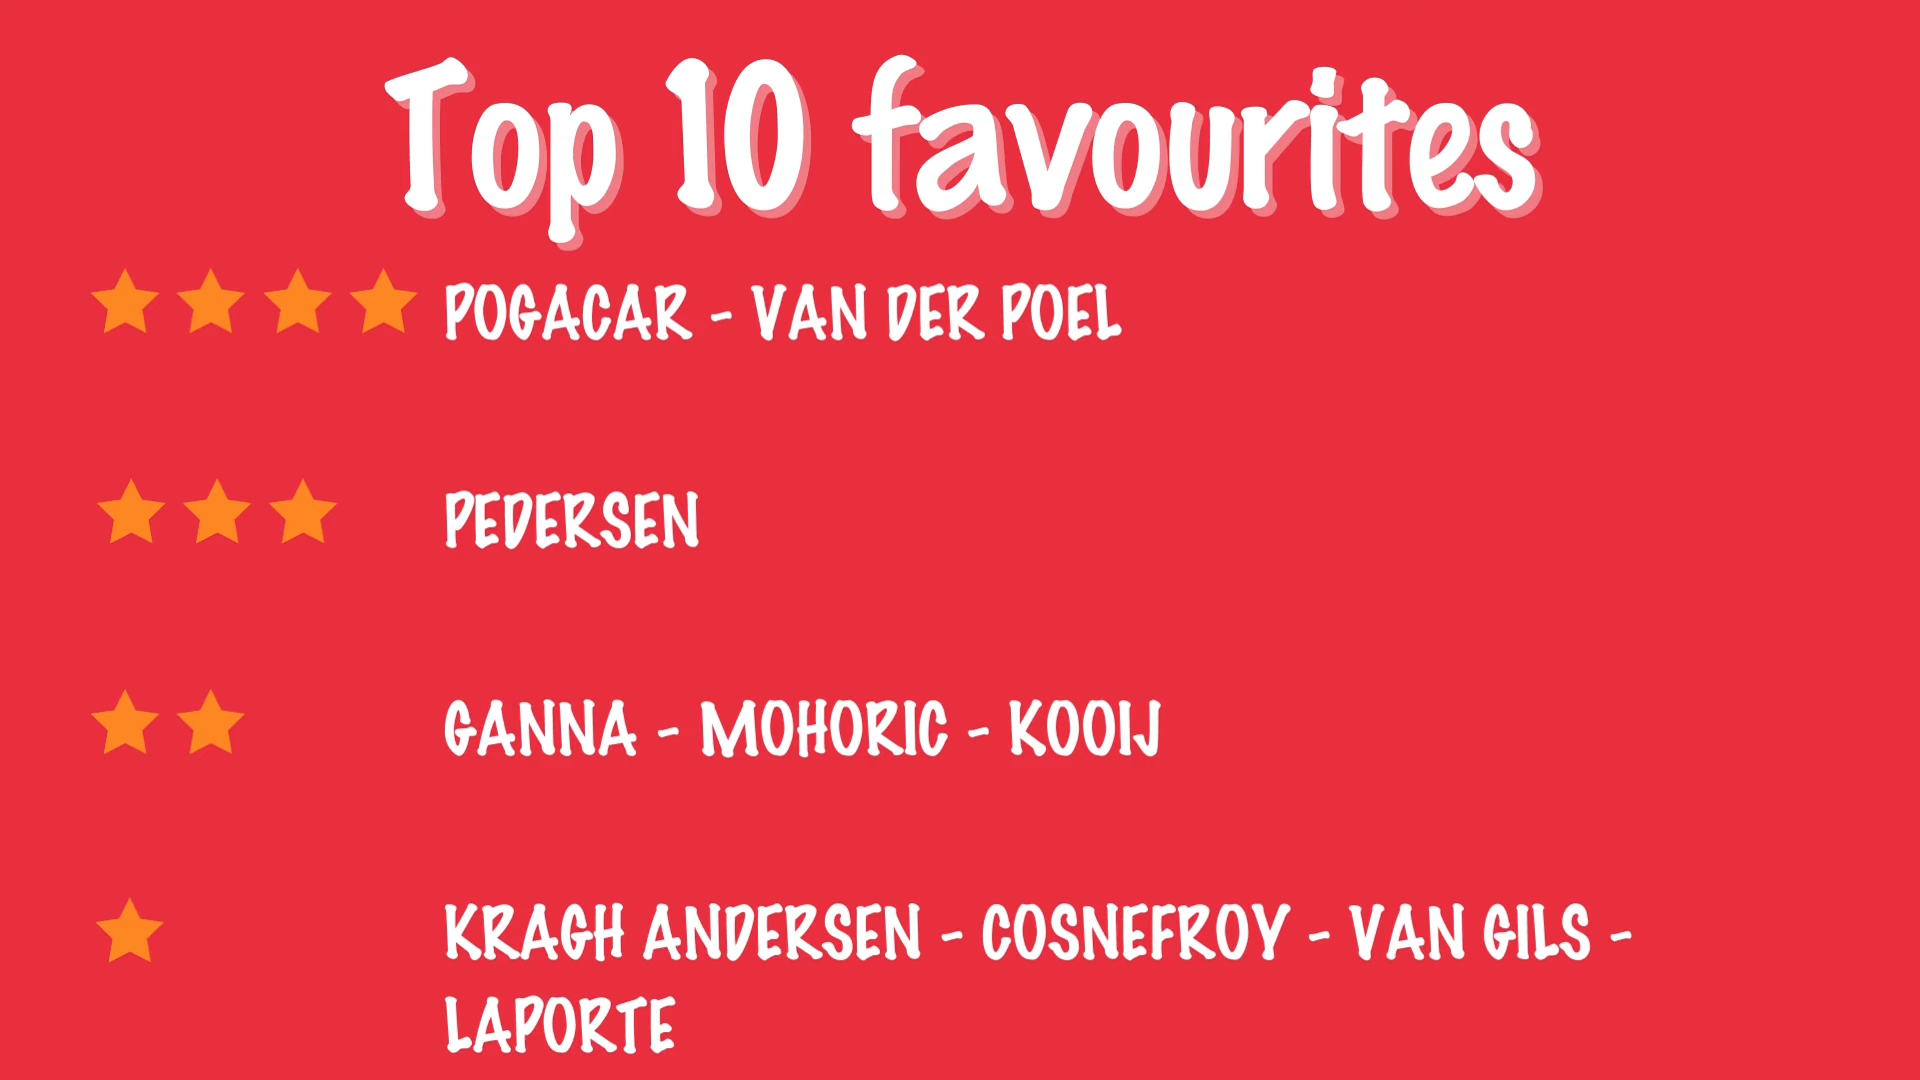 Top 10 favourites
POGACAR - VAN DER POEL
PEDERSEN
GANNA - MOHORIC - KOOIJ
KRAGH ANDERSEN - COSNEFROY - VAN GILS -
LAPORTE